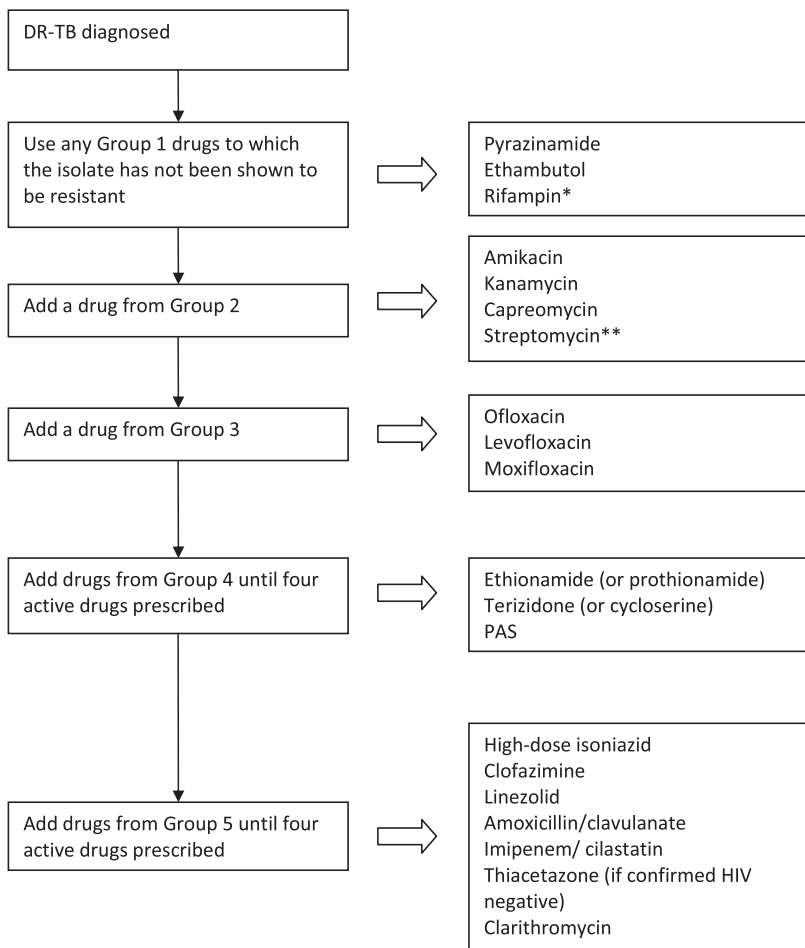 DR-TB diagnosed
Use any Group 1 drugs to which
the isolate has not been shown to
be resistant
Pyrazinamide
Ethambutol
Rifampin*
Add a drug from Group 2
Amikacin
Kanamycin
Capreomycin
Streptomycin**
Add a drug from Group 3
Ofloxacin
Levofloxacin
Moxifloxacin
Add drugs from Group 4 until four
active drugs prescribed
Ethionamide (or prothionamide)
Terizidone (or cycloserine)
PAS
Add drugs from Group 5 until four
active drugs prescribed
High-dose isoniazid
Clofazimine
Linezolid
Amoxicillin/clavulanate
Imipenem/ cilastatin
Thiacetazone (if confirmed HIV
negative)
Clarithromycin